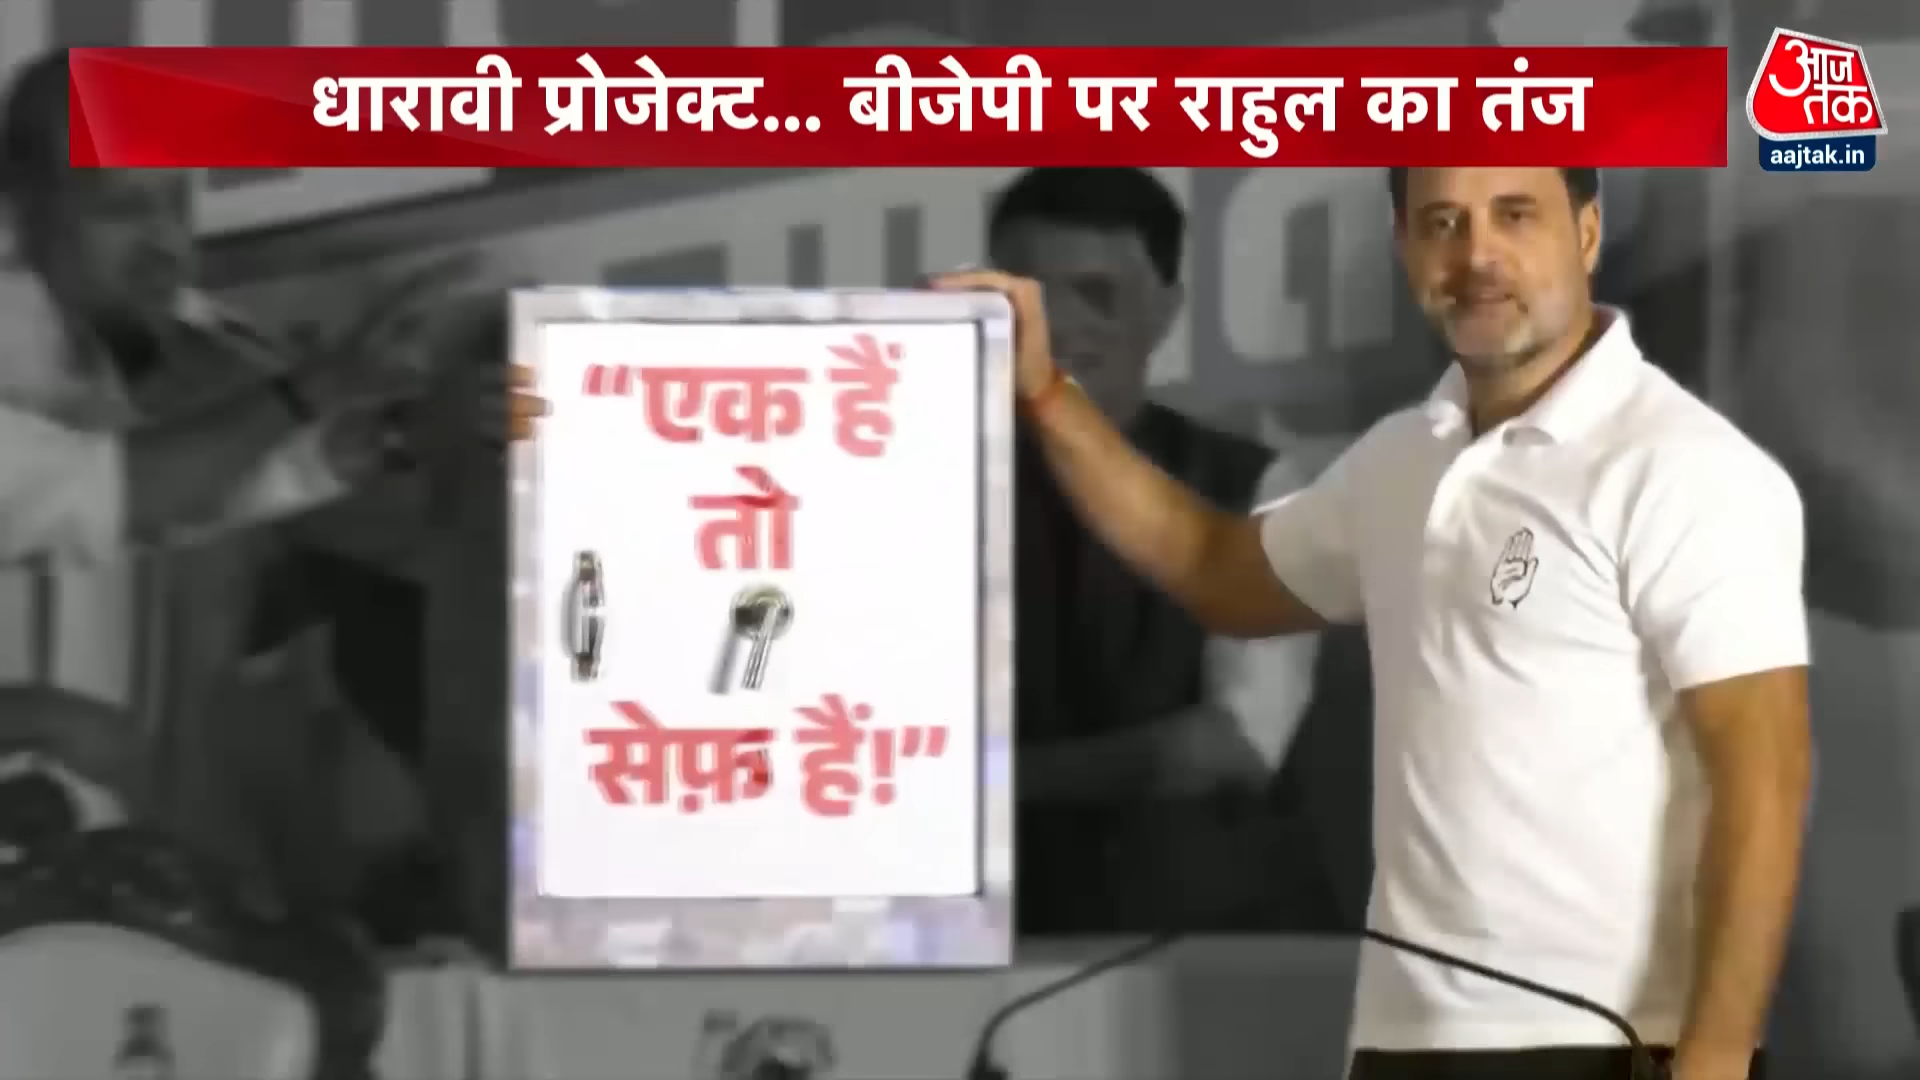 धारावी प्रोजेक्ट... बीजेपी पर राहुल का तंज
आज
तक
aajtak.in
"एक हैं
तो
सेफ़ हैं!"